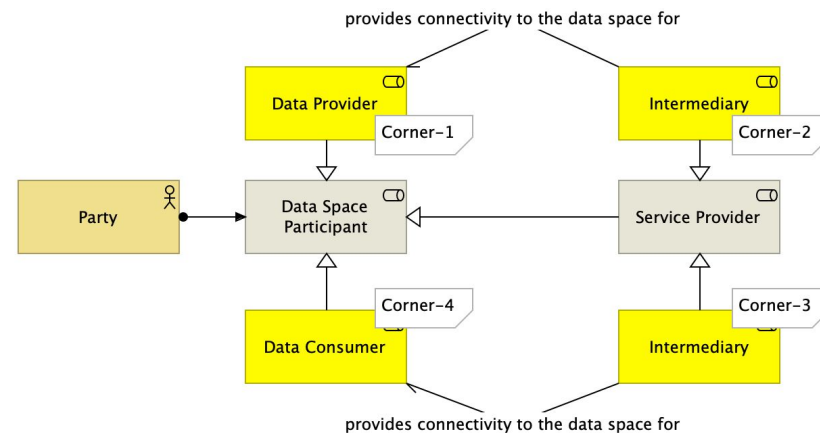 provides connectivity to the data space for
Data Provider
Corner-1
Intermediary
Corner-2
Party
Data Space
Participant
Service Provider
Data Consumer
Corner-4
Intermediary
Corner-3
provides connectivity to the data space for